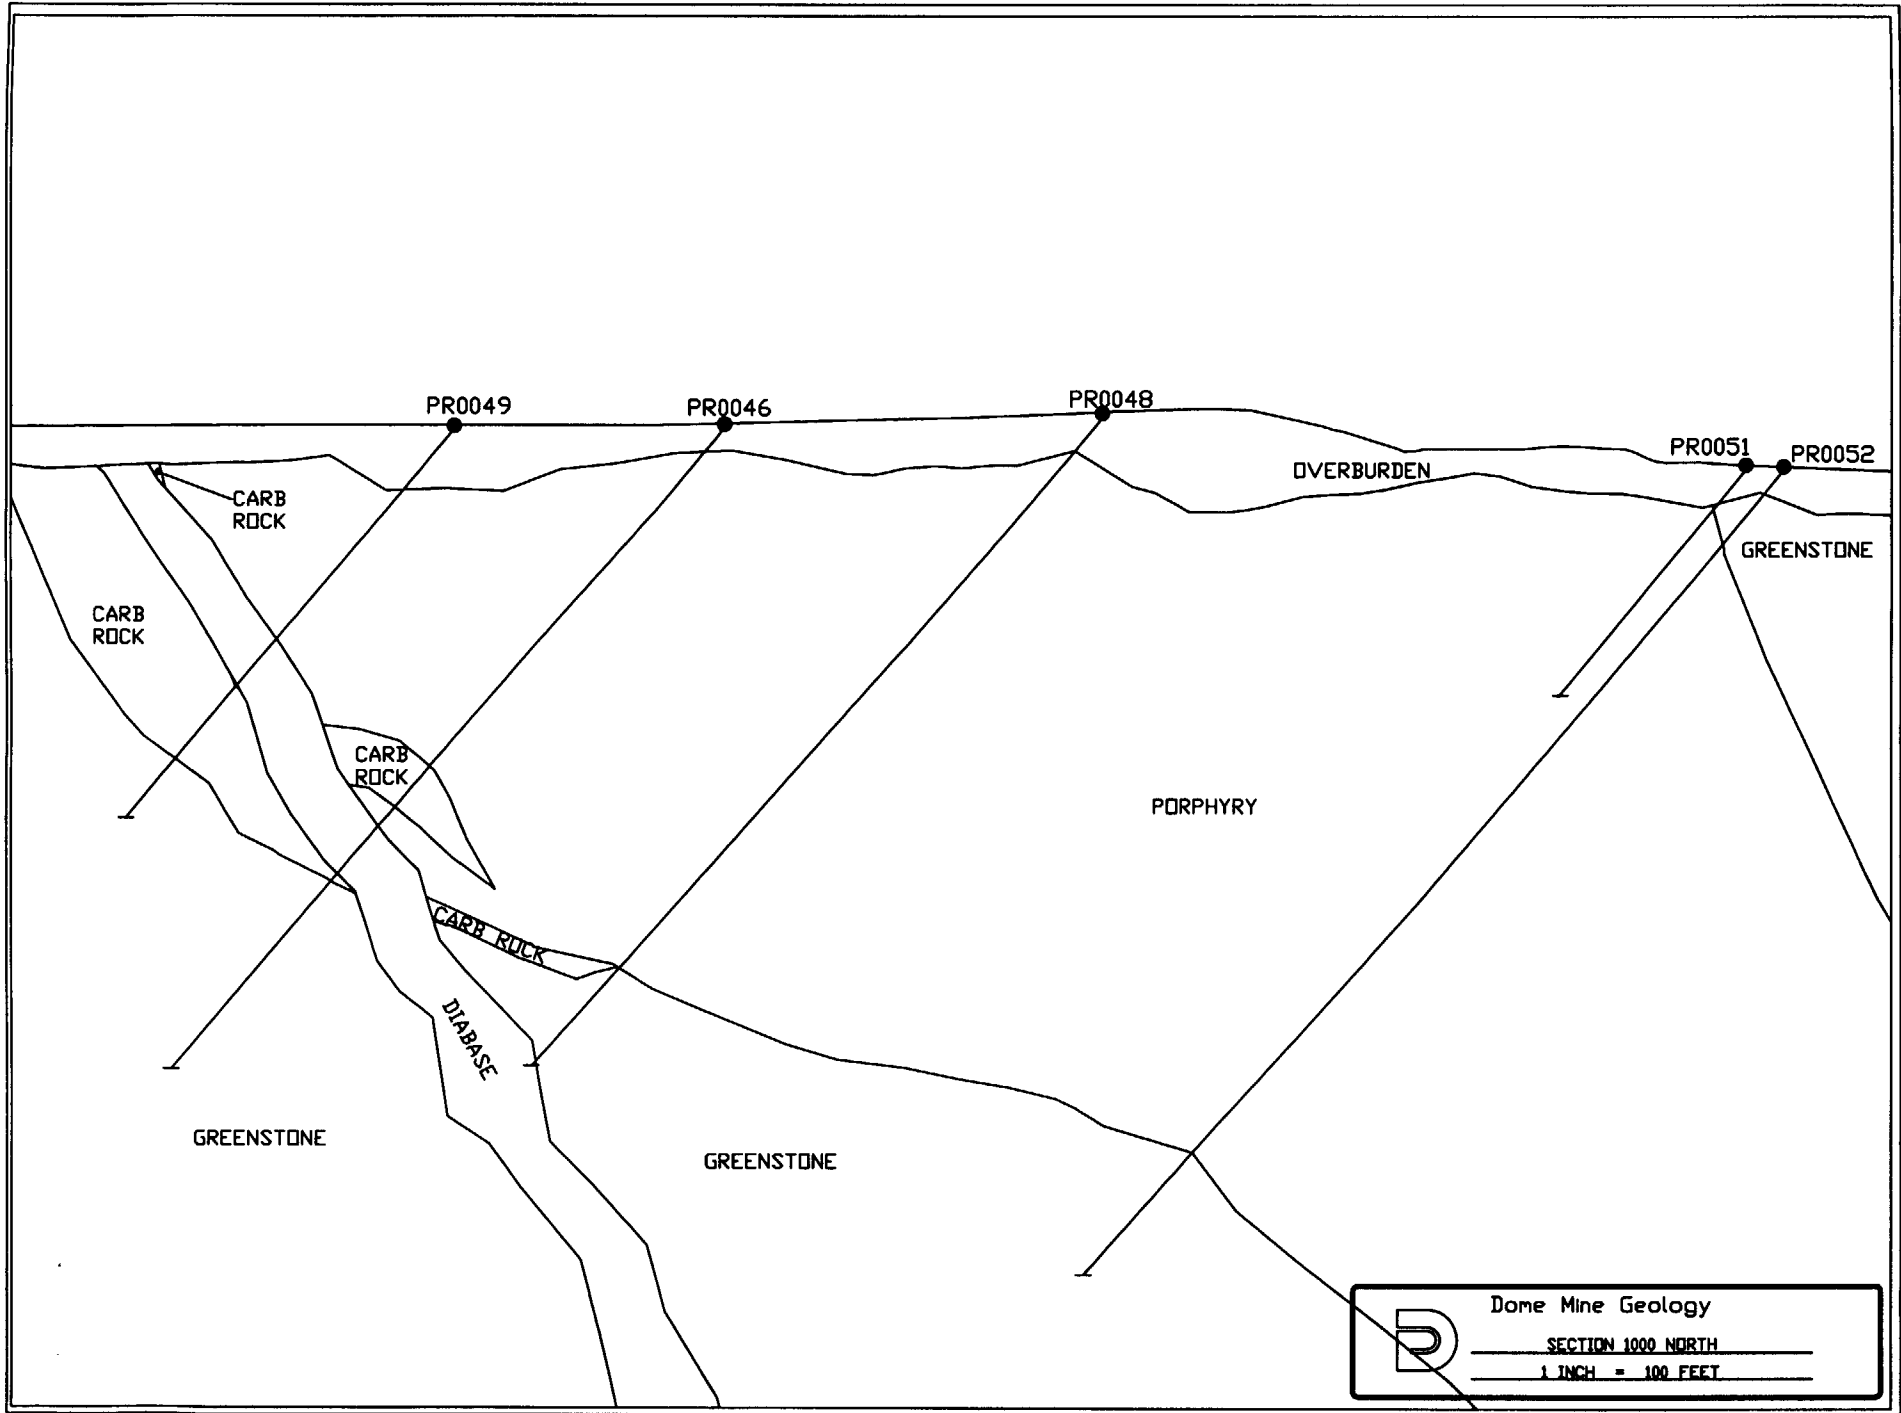 PR0049
PR0046
PR0048
PR0051
PR0052
OVERBURDEN
CARB
ROCK
GREENSTONE
CARB
ROCK
CARB
ROCK
PORPHYRY
CARB ROCK
DIABASE
GREENSTONE
GREENSTONE
Dome Mine Geology
SECTION 1000 NORTH
1 INCH = 100 FEET